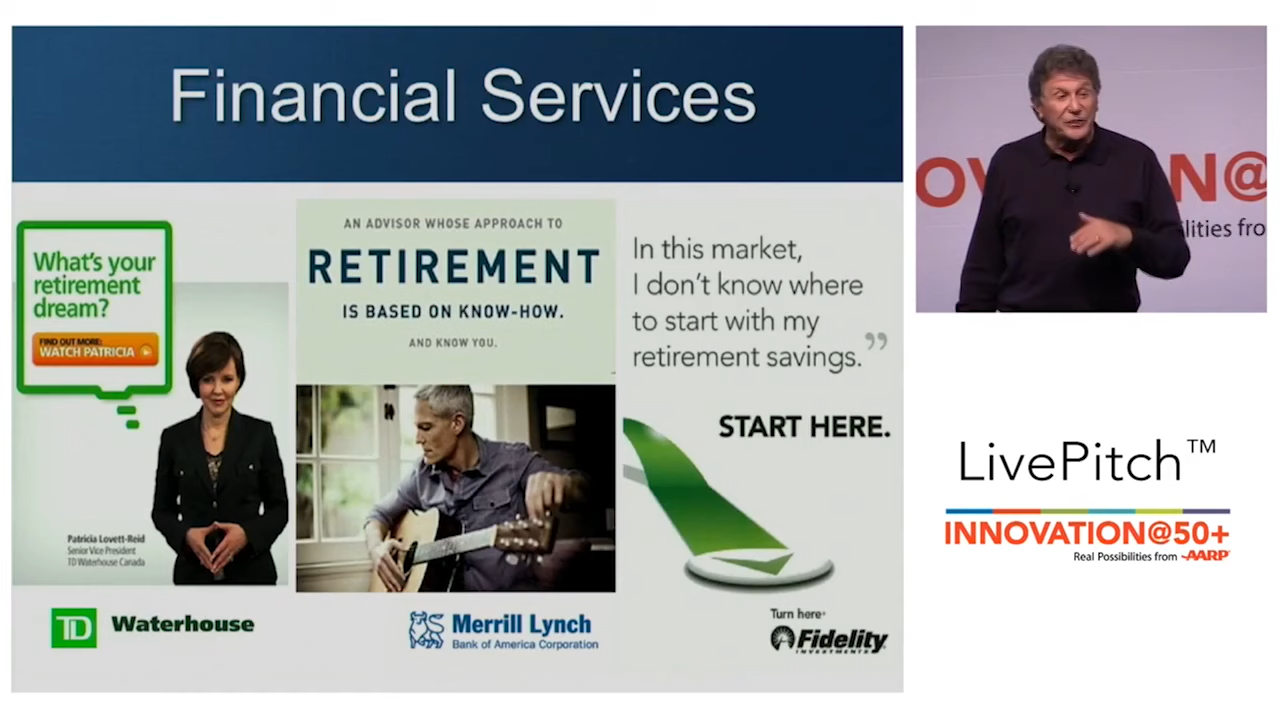 Financial Services
What's your
retirement
dream?
FIND OUT MORE:
WATCH PATRICIA
Patricia Lovett-Reid
Senior Vice President
TD Waterhouse Canada
TD Waterhouse
AN ADVISOR WHOSE APPROACH TO
RETIREMENT
IS BASED ON KNOW-HOW.
AND KNOW YOU.
Merrill Lynch
Bank of America Corporation
In this market,
I don't know where
to start with my
retirement savings.”
START HERE.
Turn here
Fidelity
INVESTMENTS
OV
N@
ilities fro
LivePitch™
INNOVATION@50+
Real Possibilities from AARP